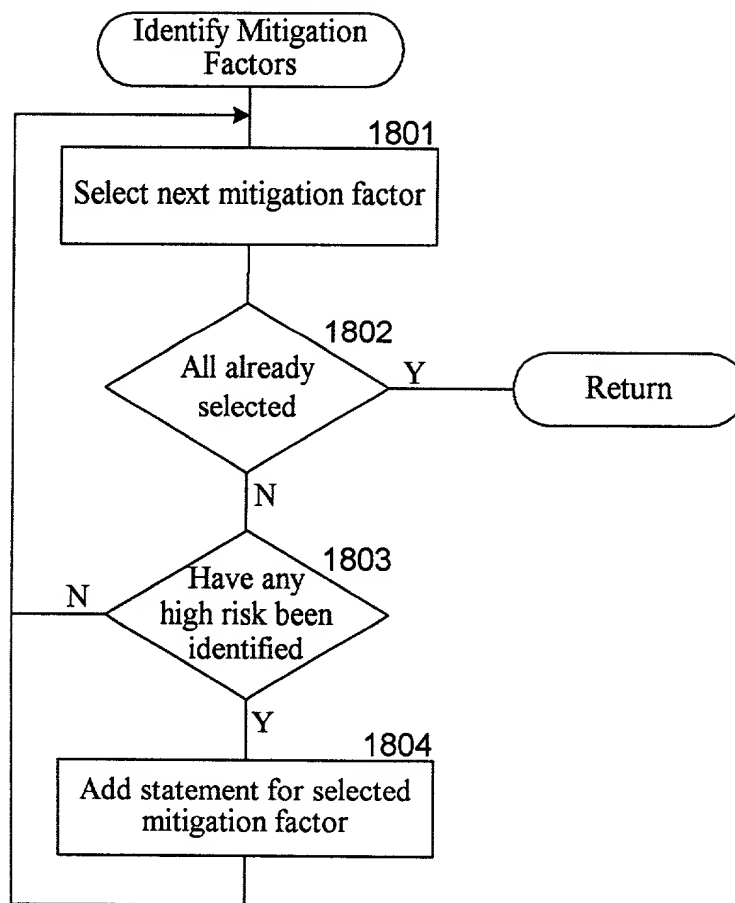 Identify Mitigation
Factors
1801
Select next mitigation factor
1802
All already
selected
Y
Return
N
1803
Have any
high risk been
identified
N
Y
1804
Add statement for selected
mitigation factor